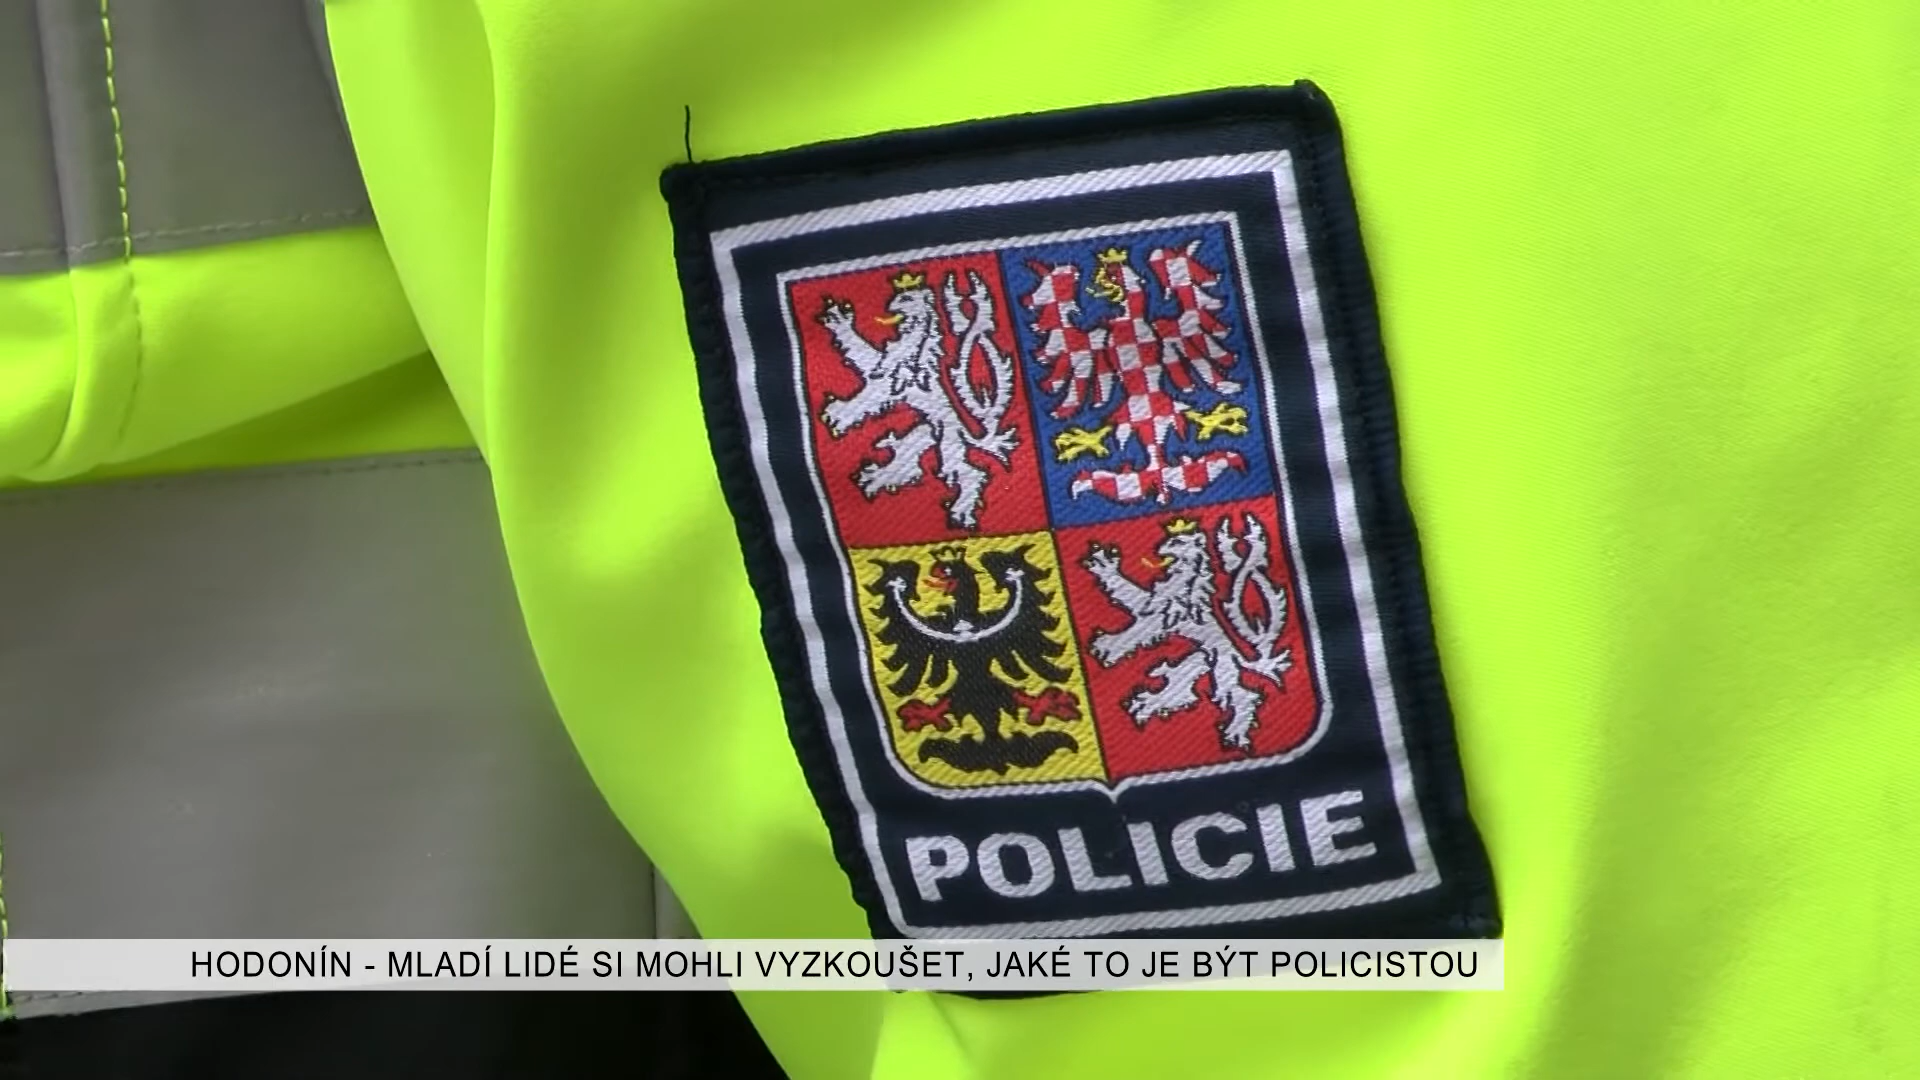 POLICIE
HODONÍN - MLADÍ LIDÉ SI MOHLI VYZKOUŠET, JAKÉ TO JE BÝT POLICISTOU